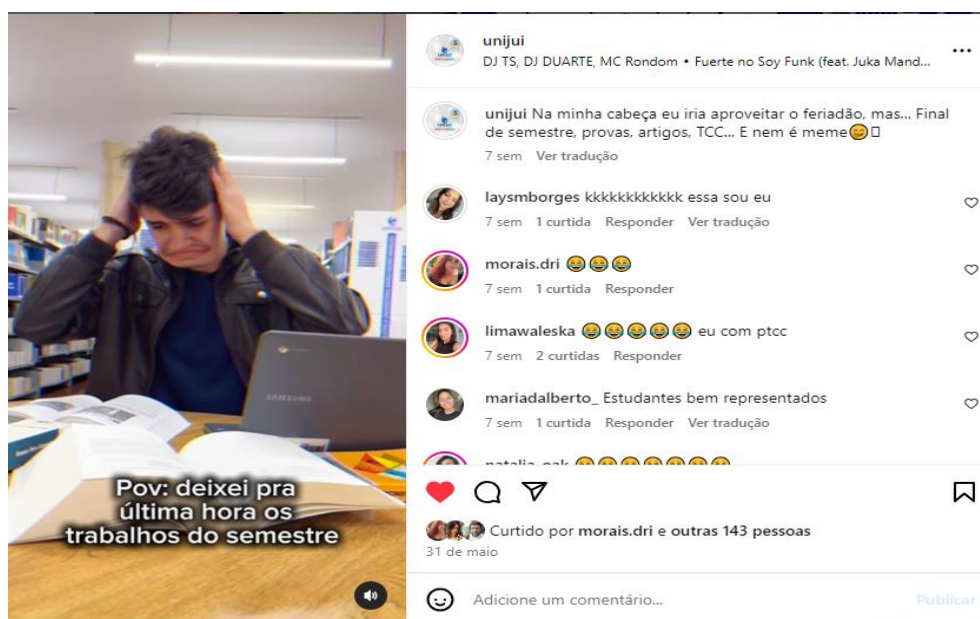 Pov: deixei pra
última hora os
trabalhos do semestre
unijui
DJ TS, DJ DUARTE, MC Rondom • Fuerte no Soy Funk (feat. Juka Mand...
unijui Na minha cabeça eu iria aproveitar o feriadão, mas... Final
de semestre, provas, artigos, TCC... E nem é meme😊
7 sem Ver tradução
laysmborges kkkkkkkkkkkk essa sou eu
7 sem 1 curtida Responder Ver tradução
morais.dri 😂😂😂
7 sem 1 curtida Responder
limawaleska 😂😂😂😂😂 eu com ptcc
7 sem 2 curtidas Responder
mariadalberto_ Estudantes bem representados
7 sem 1 curtida Responder Ver tradução
Curtido por morais.dri e outras 143 pessoas
31 de maio
Adicione um comentário...
Publicar